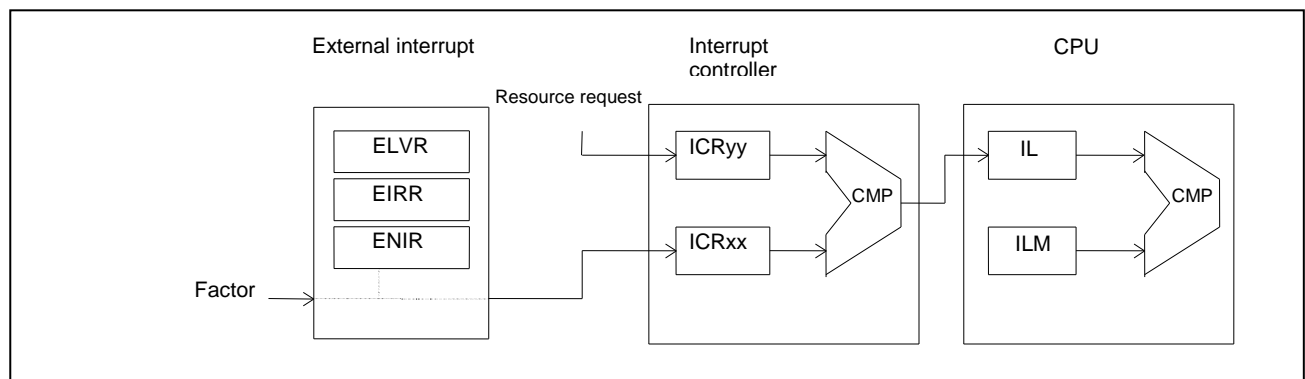 External interrupt
Interrupt
controller
CPU
Resource request
ELVR
EIRR
ENIR
Factor
ICRyy
ICRxx
CMP
IL
ILM
CMP